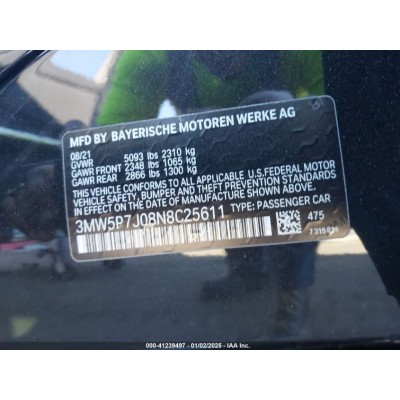 MFD BY BAYERISCHE MOTOREN WERKE AG
08/21
GVWR 5093 lbs 2310 kg
GAWR FRONT 2348 lbs 1065 kg
GAWR REAR 2866 lbs 1300 kg
THIS VEHICLE CONFORMS TO ALL APPLICABLE
U.S. FEDERAL MOTOR
VEHICLE SAFETY, BUMPER AND THEFT PREVENTION
STANDARDS IN EFFECT ON THE DATE OF
MANUFACTURE SHOWN ABOVE.
3MW5P7J08N8C25611 TYPE: PASSENGER CAR
475
000-41239497 - 01/02/2025 - IAA Inc.